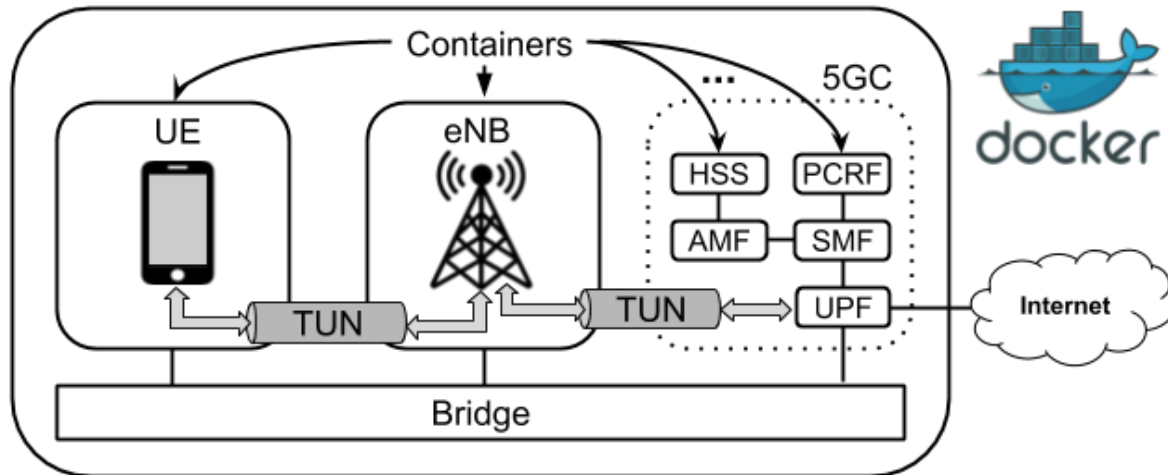 Containers
...
5GC
UE
eNB
HSS
PCRF
AMF
SMF
TUN
TUN
UPF
Bridge
docker
Internet